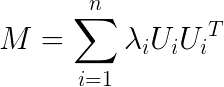 M = \sum_{i=1}^{n} \lambda_i U_i U_i^T